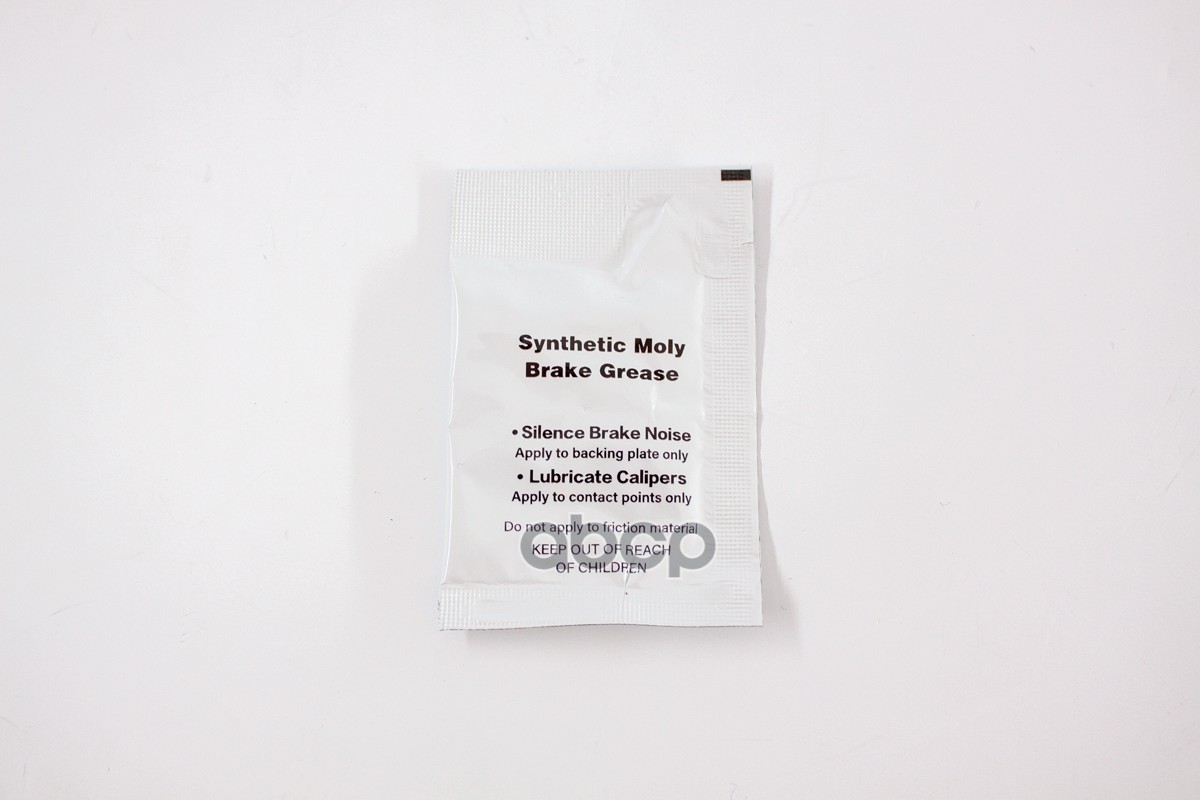 Synthetic Moly
Brake Grease
• Silence Brake Noise
Apply to backing plate only
• Lubricate Calipers
Apply to contact points only
Do not apply to friction material
KEEP OUT OF REACH
OF CHILDREN
abcp